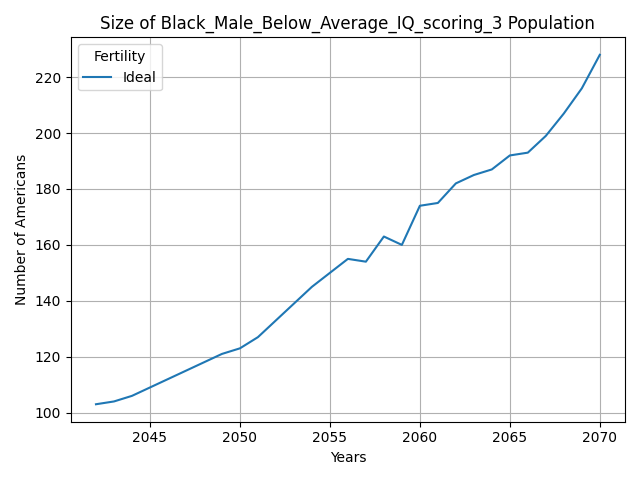 Size of Black_Male_Below_Average_IQ_scoring_3 Population
Fertility
Ideal
Number of Americans
220
200
180
160
140
120
100
2045 2050 2055 2060 2065 2070
Years